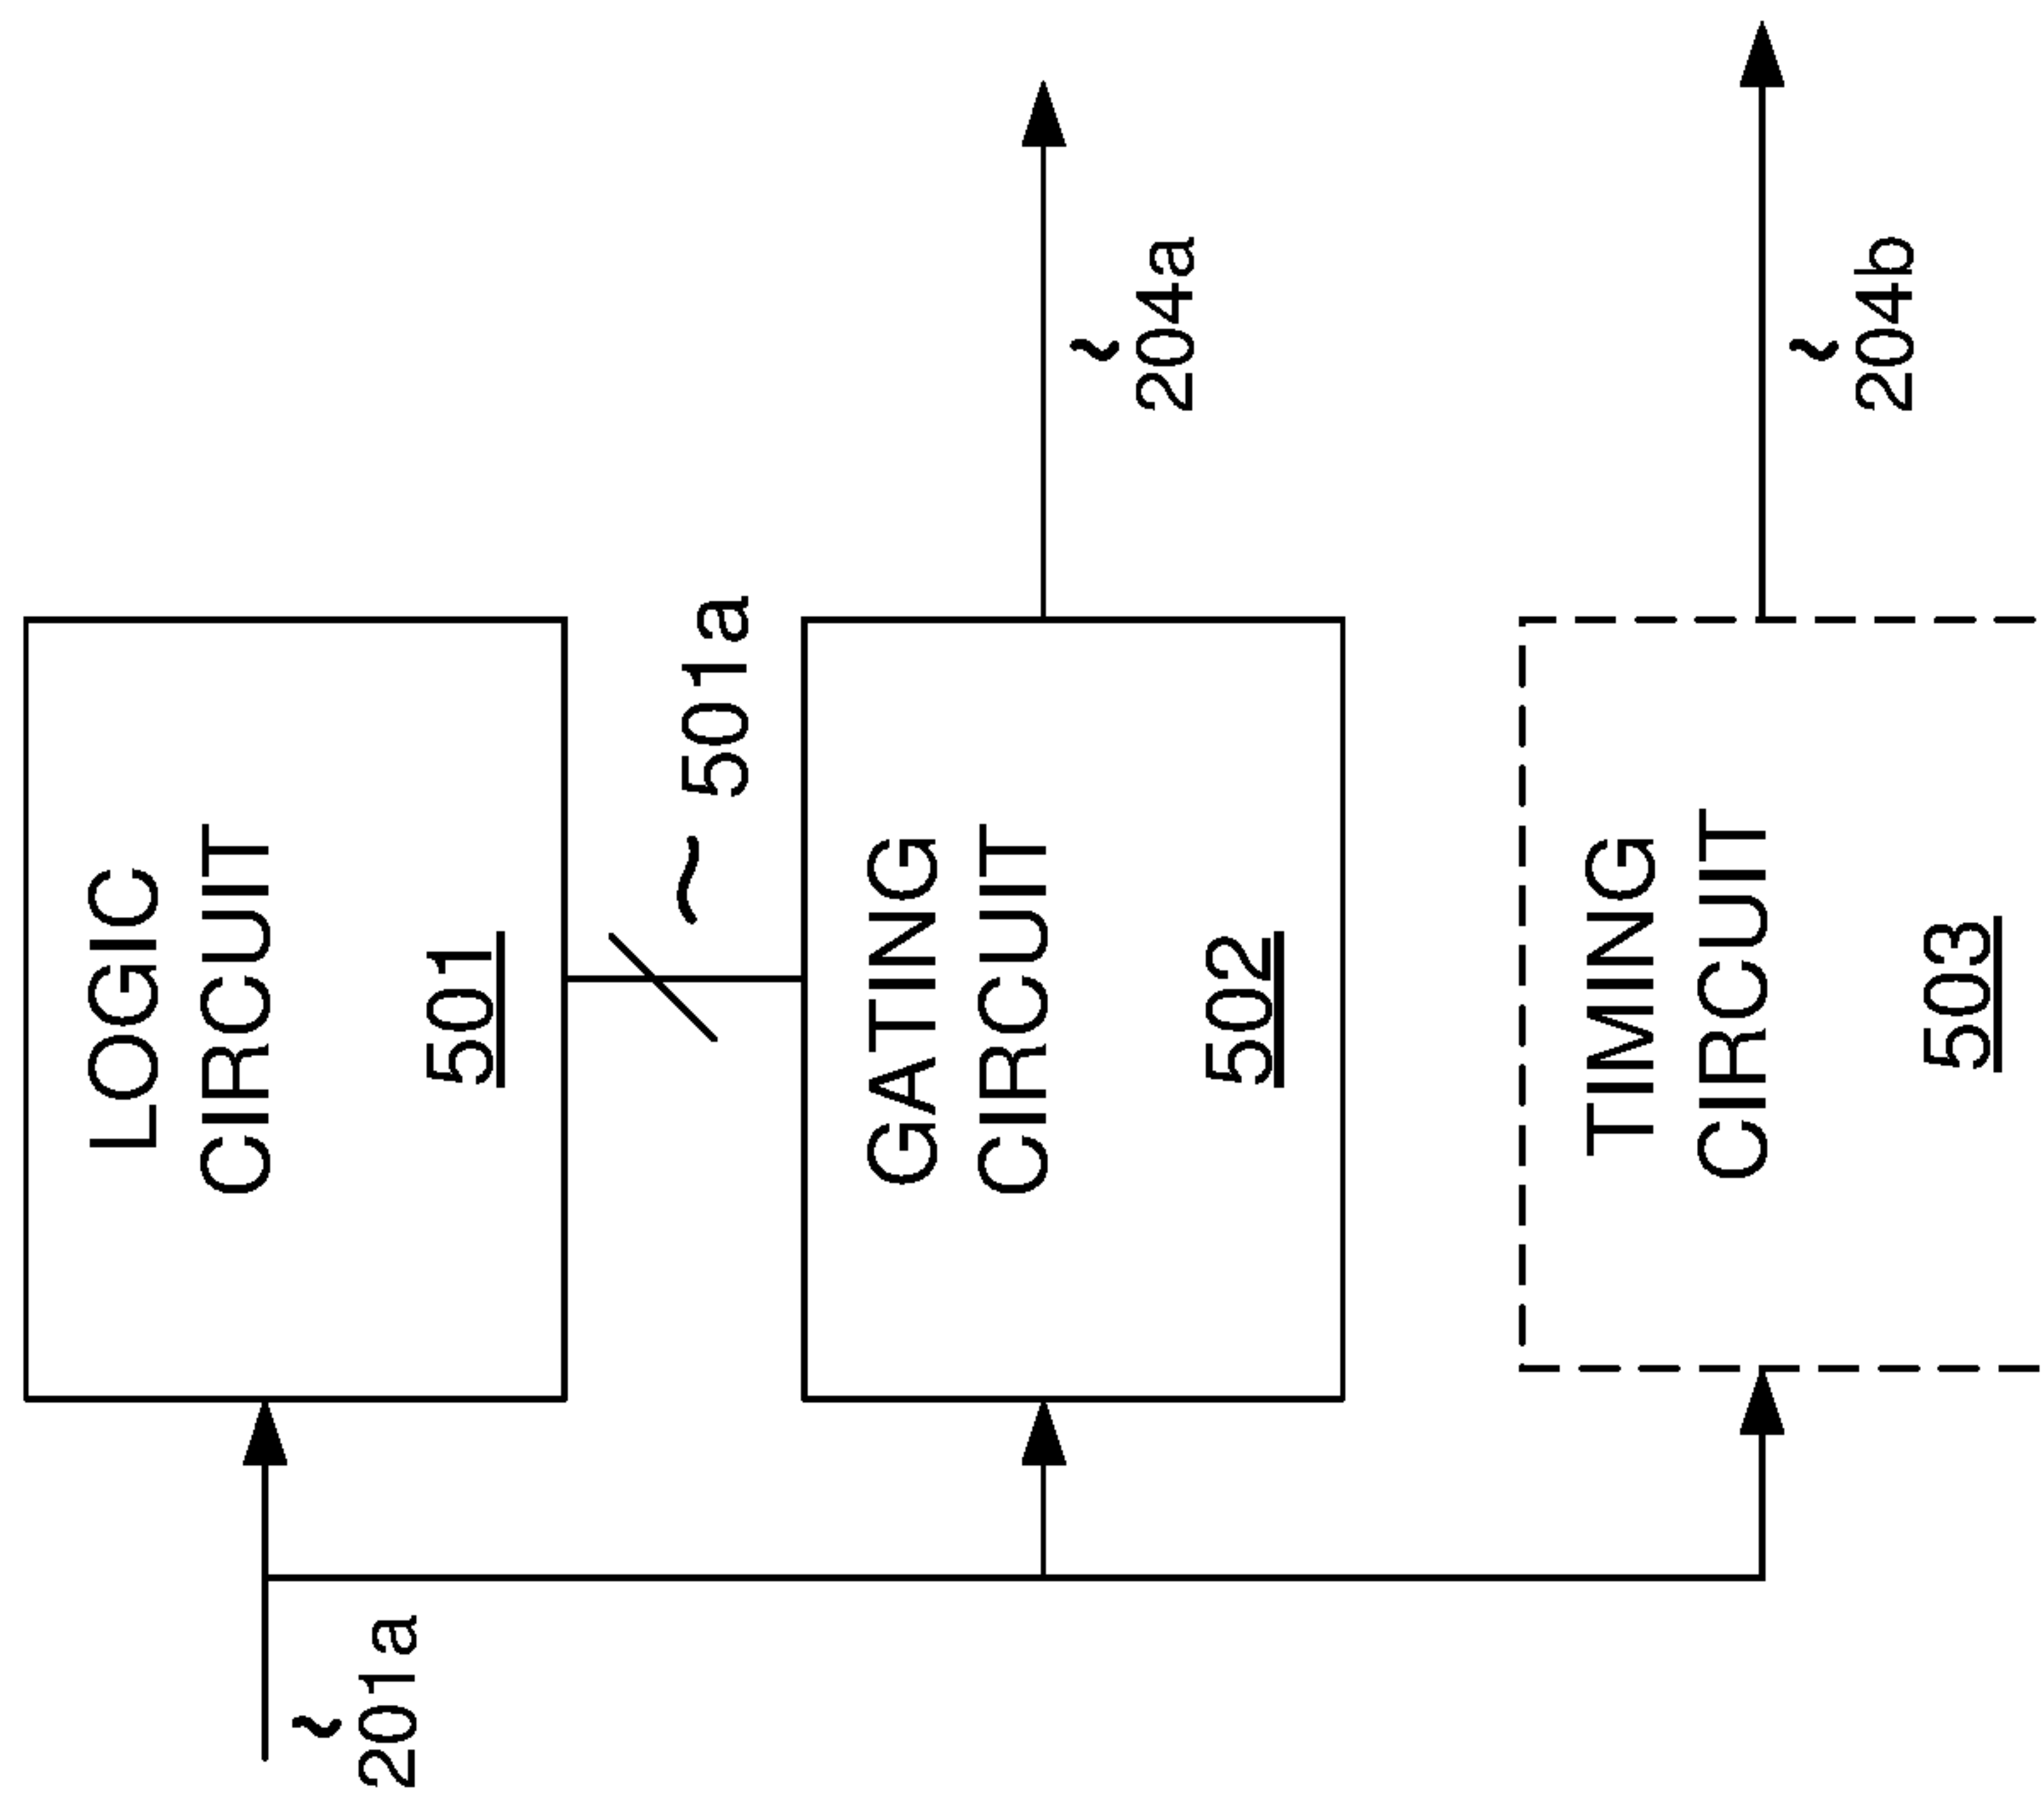 LOGIC
CIRCUIT
501
501a
GATING
CIRCUIT
502
TIMING
CIRCUIT
503
201a
204a
204b